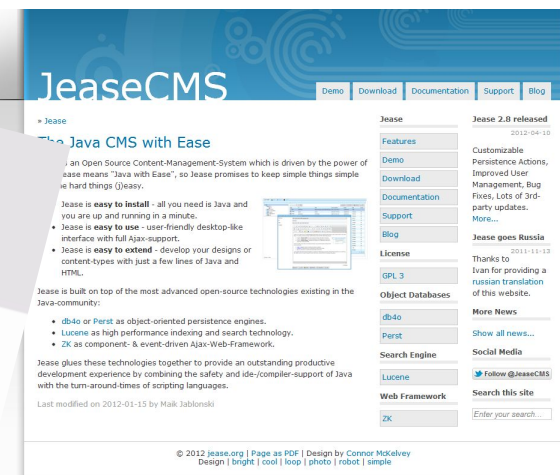 JeaseCMS
Demo
Download
Documentation
Support
Blog
» Jease
The Java CMS with Ease
an Open Source Content-Management-System which is driven by the power of
ease means "Java with Ease", so Jease promises to keep simple things simple
hard things (j)easy.
Jease is easy to install - all you need is Java and
you are up and running in a minute.
• Jease is easy to use - user-friendly desktop-like
interface with full Ajax-support.
• Jease is easy to extend - develop your designs or
content-types with just a few lines of Java and
HTML.
Jease is built on top of the most advanced open-source technologies existing in the
Java-community:
• db4o or Perst as object-oriented persistence engines.
• Lucene as high performance indexing and search technology.
• ZK as component- & event-driven Ajax-Web-Framework.
Jease glues these technologies together to provide an outstanding productive
development experience by combining the safety and ide-/compiler-support of Java
with the turn-around-times of scripting languages.
Last modified on 2012-01-15 by Maik Jablonski
Jease
Features
Demo
Download
Documentation
Support
Blog
License
GPL 3
Object Databases
db4o
Perst
Search Engine
Lucene
Web Framework
ZK
Jease 2.8 released
2012-04-10
Customizable
Persistence Actions,
Improved User
Management, Bug
Fixes, Lots of 3rd-
party updates.
More...
Jease goes Russia
2011-11-13
Thanks to
Ivan for providing a
russian translation
of this website.
More News
Show all news...
Social Media
Follow @JeaseCMS
Search this site
Enter your search...
© 2012 jease.org | Page as PDF | Design by Connor McKelvey
Design | bright | cool | loop | photo | robot | simple